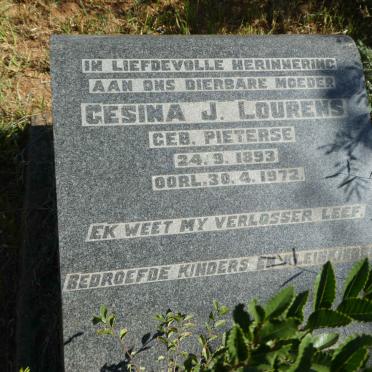 IN LIEFDEVOLLE HERINNERING
AAN ONS DIERBARE MOEDER
GESINA J. LOURENS
GEB. PIETERSE
24. 9. 1893
OORL. 30. 4. 1972
EK WEET MY VERLOSSER LEEF
BEDROEFDE KINDERS